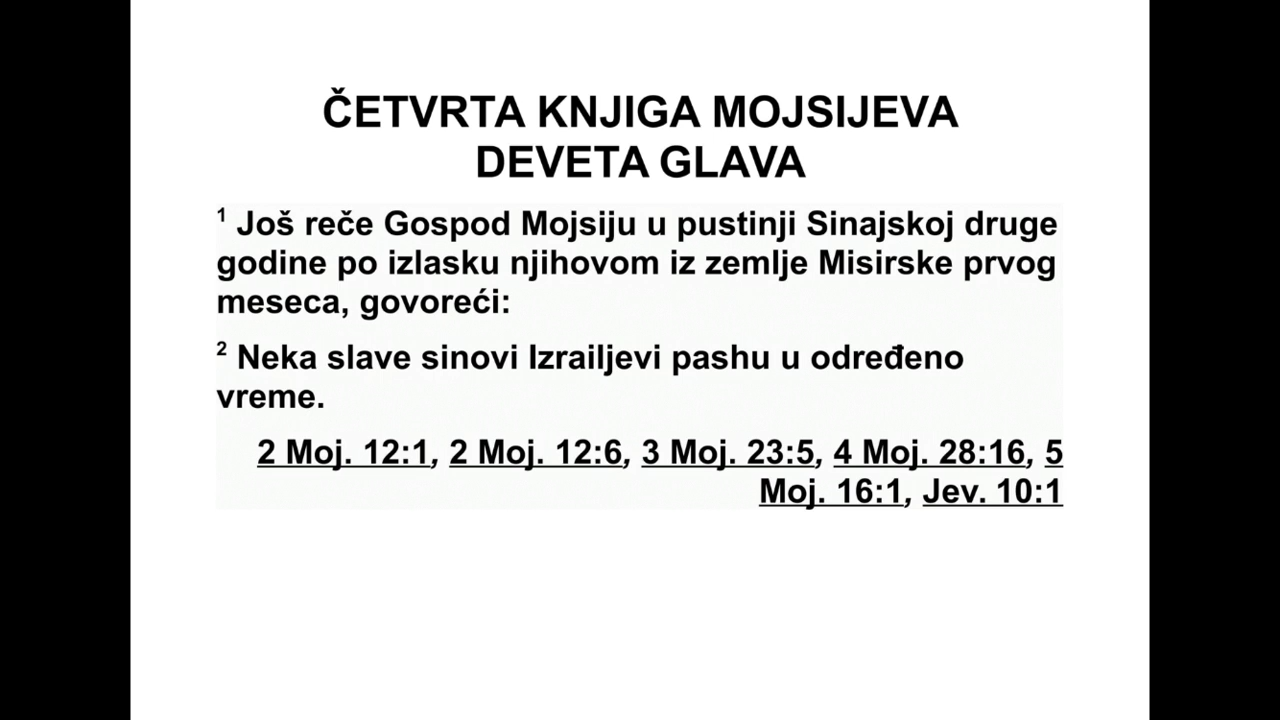 ČETVRTA KNJIGA MOJSIJEVA
DEVETA GLAVA
1 Još reče Gospod Mojsiju u pustinji Sinajskoj druge
godine po izlasku njihovom iz zemlje Misirske prvog
meseca, govoreći:
2 Neka slave sinovi Izrailjevi pashu u određeno
vreme.
2 Moj. 12:1, 2 Moj. 12:6, 3 Moj. 23:5, 4 Moj. 28:16, 5
Moj. 16:1, Jev. 10:1